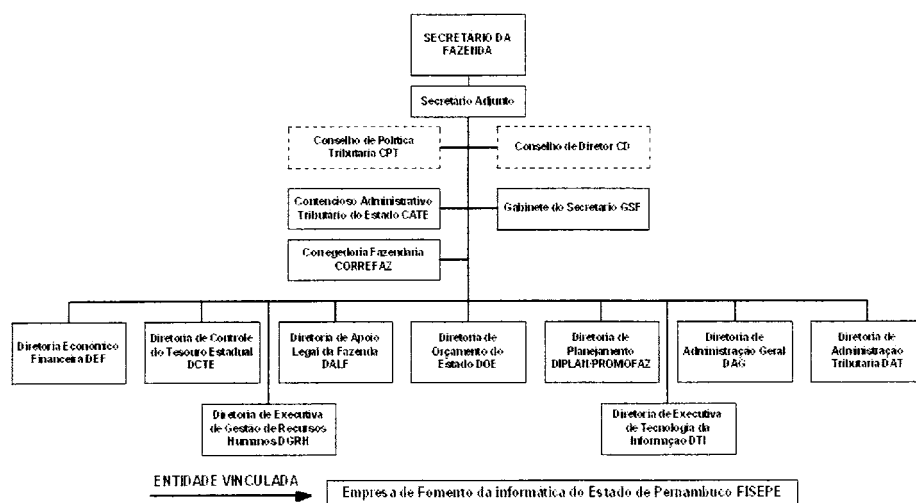 SECRETARIO DA
FAZENDA
Secretario Adjunto
Conselho de Politica
Tributaria CPT
Conselho de Diretor CD
Contencioso Administrativo
Tributario do Estado CATE
Gabinete do Secretario GSF
Corregedoria Fazendaria
CORREFAZ
Diretoria Economico
Financeira DEF
Diretoria de Controle
do Tesouro Estadual
DCTE
Diretoria de Apoio
Legal da Fazenda
DALF
Diretoria de
Orçamento do
Estado DOE
Diretoria de
Planejamento
DIPLAN-PROMOFAZ
Diretoria de
Administração Geral
DAG
Diretoria de
Administração
Tributaria DAT
Diretoria de Executiva
de Gestão de Recursos
Humanos DGRH
Diretoria de Executiva
de Tecnologia da
Informação DTI
ENTIDADE VINCULADA
Empresa de Fomento da informática do Estado de Pernambuco FISEPE